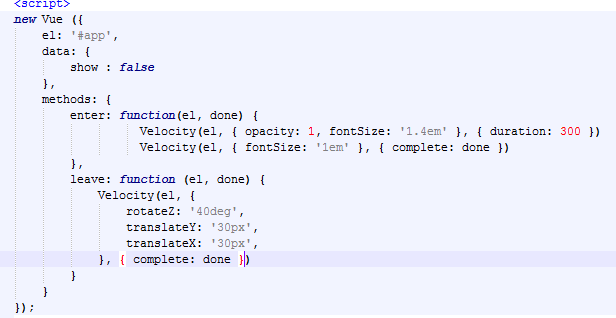 <script>
new Vue ({
    el: '#app',
    data: {
        show : false
    },
    methods: {
        enter: function(el, done) {
                  Velocity(el, { opacity: 1, fontSize: '1.4em' }, { duration: 300 })
                  Velocity(el, { fontSize: '1em' }, { complete: done })
        },
        leave: function (el, done) {
            Velocity(el, {
                rotateZ: '40deg',
                translateY: '30px',
                translateX: '30px',
            }, { complete: done })
        }
    }
});